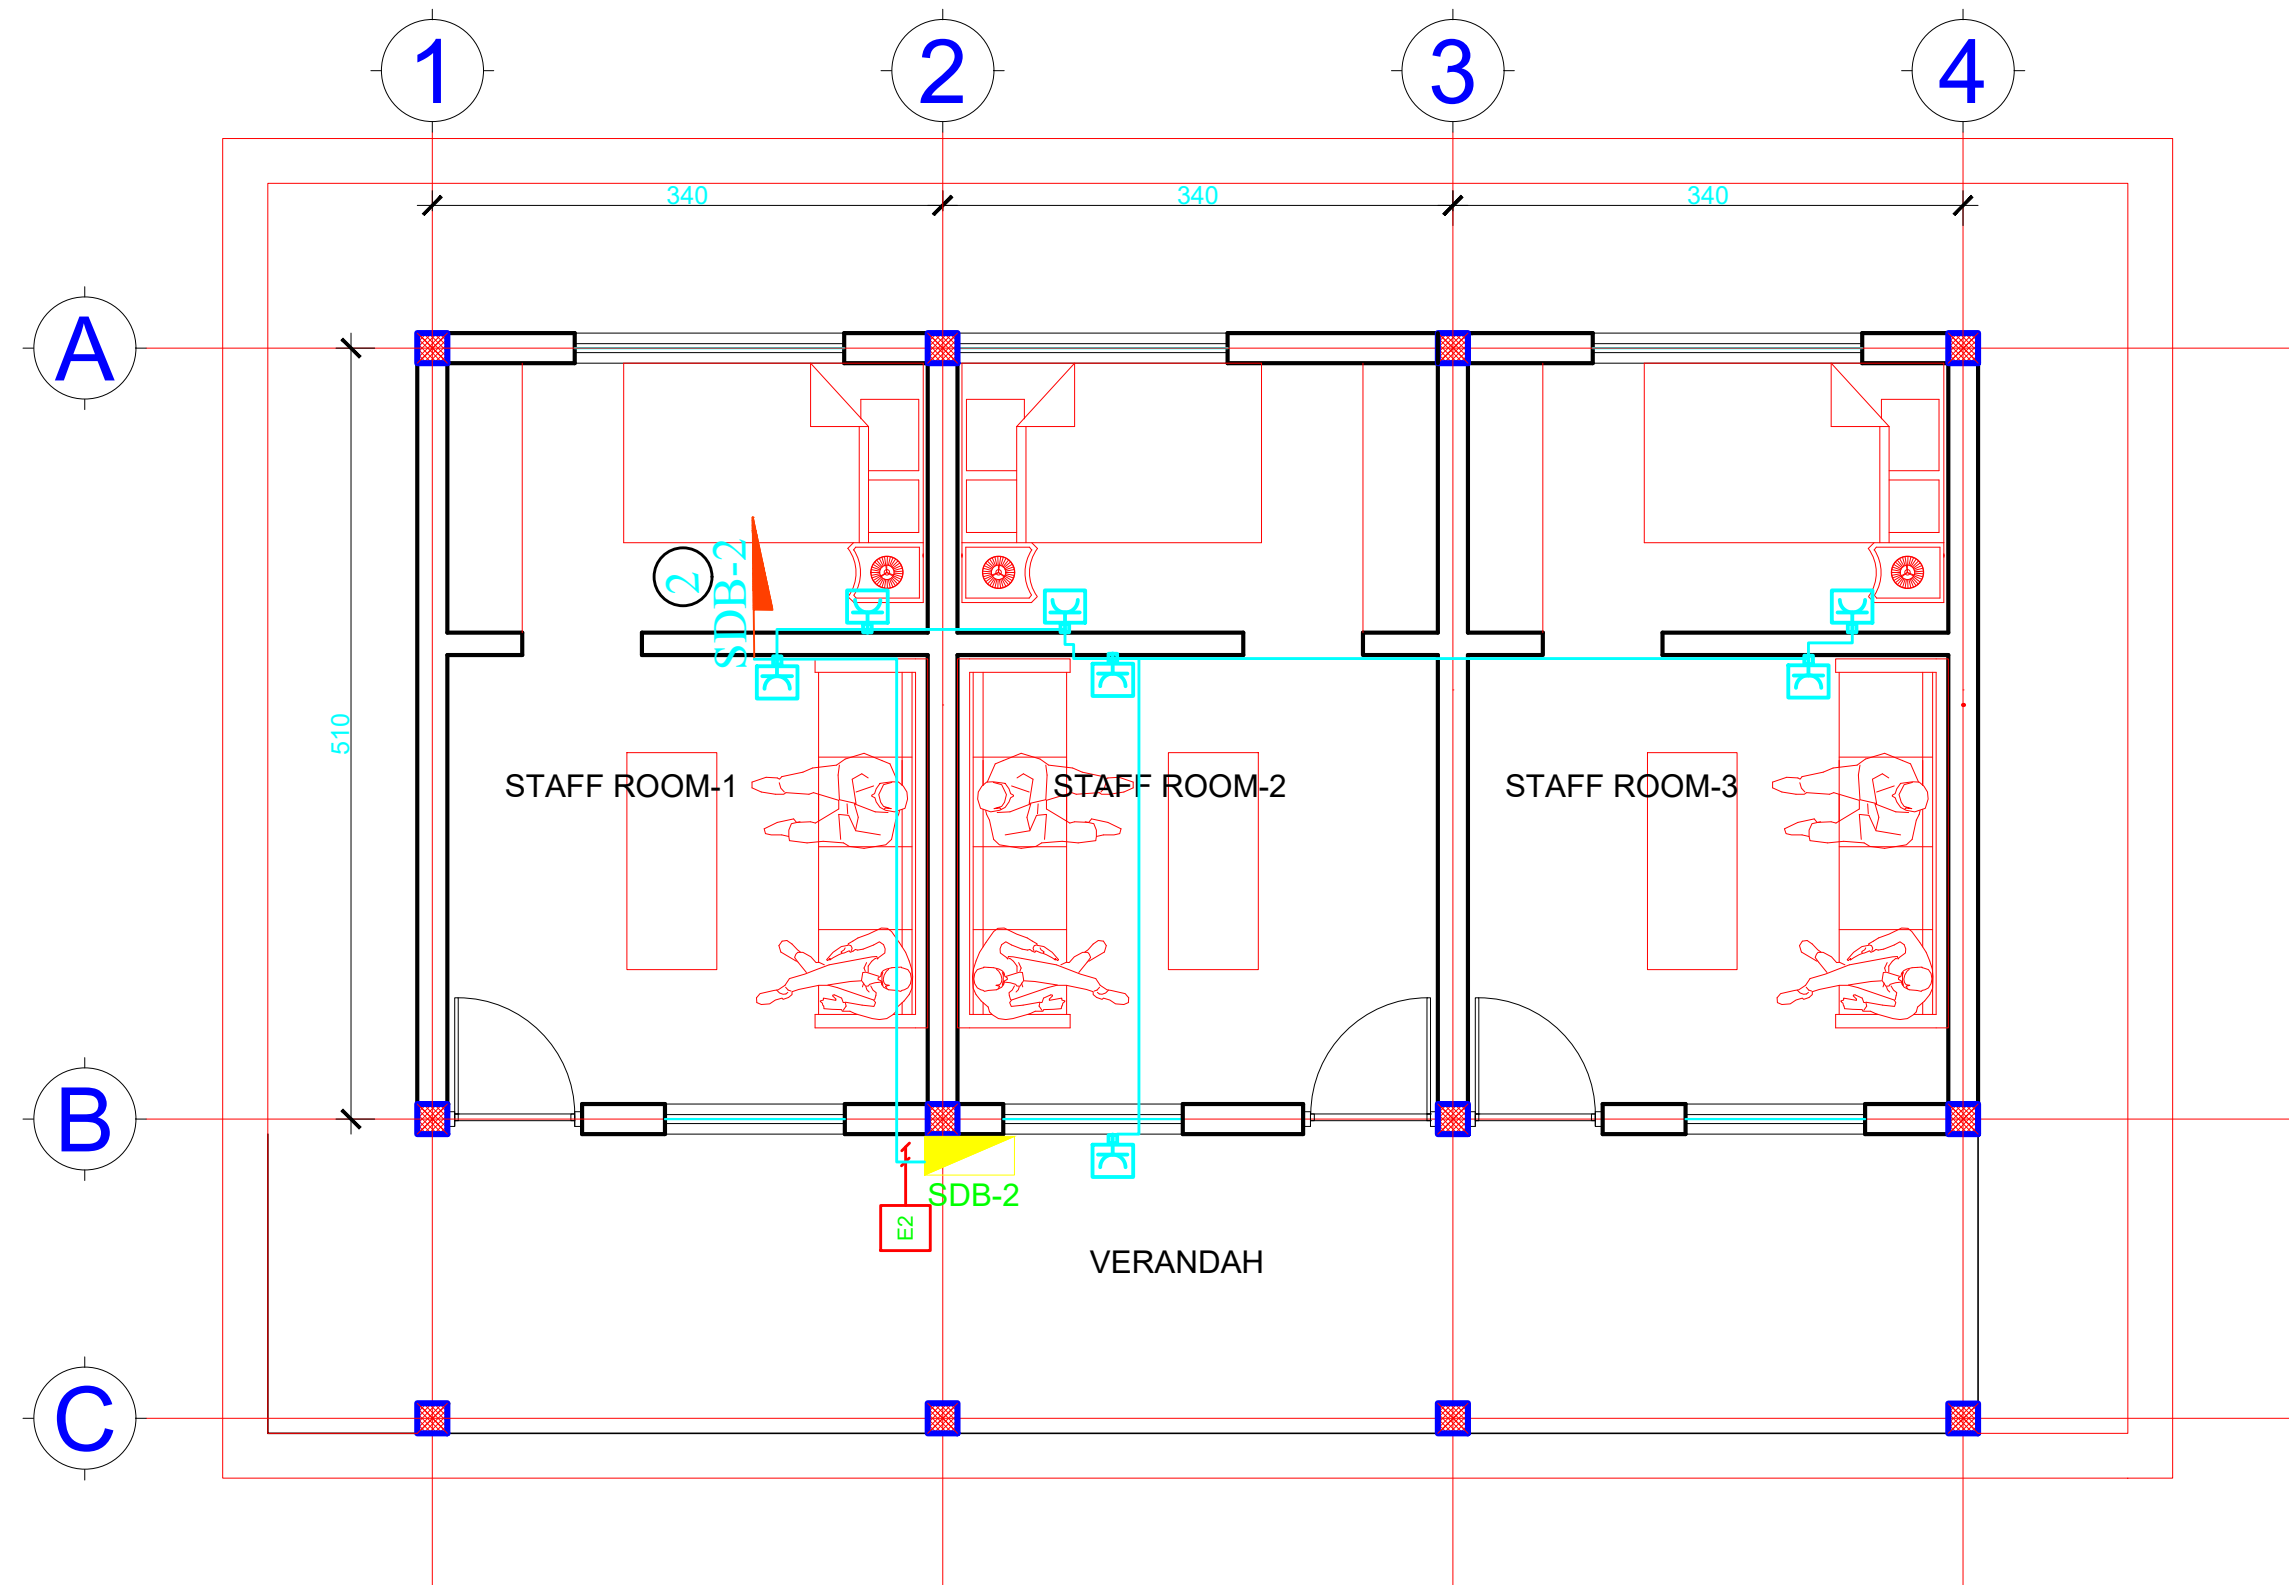 1
2
3
4
340
340
340
A
2
SDB-2
510
STAFF ROOM-1
STAFF ROOM-2
STAFF ROOM-3
B
SDB-2
E2
VERANDAH
C